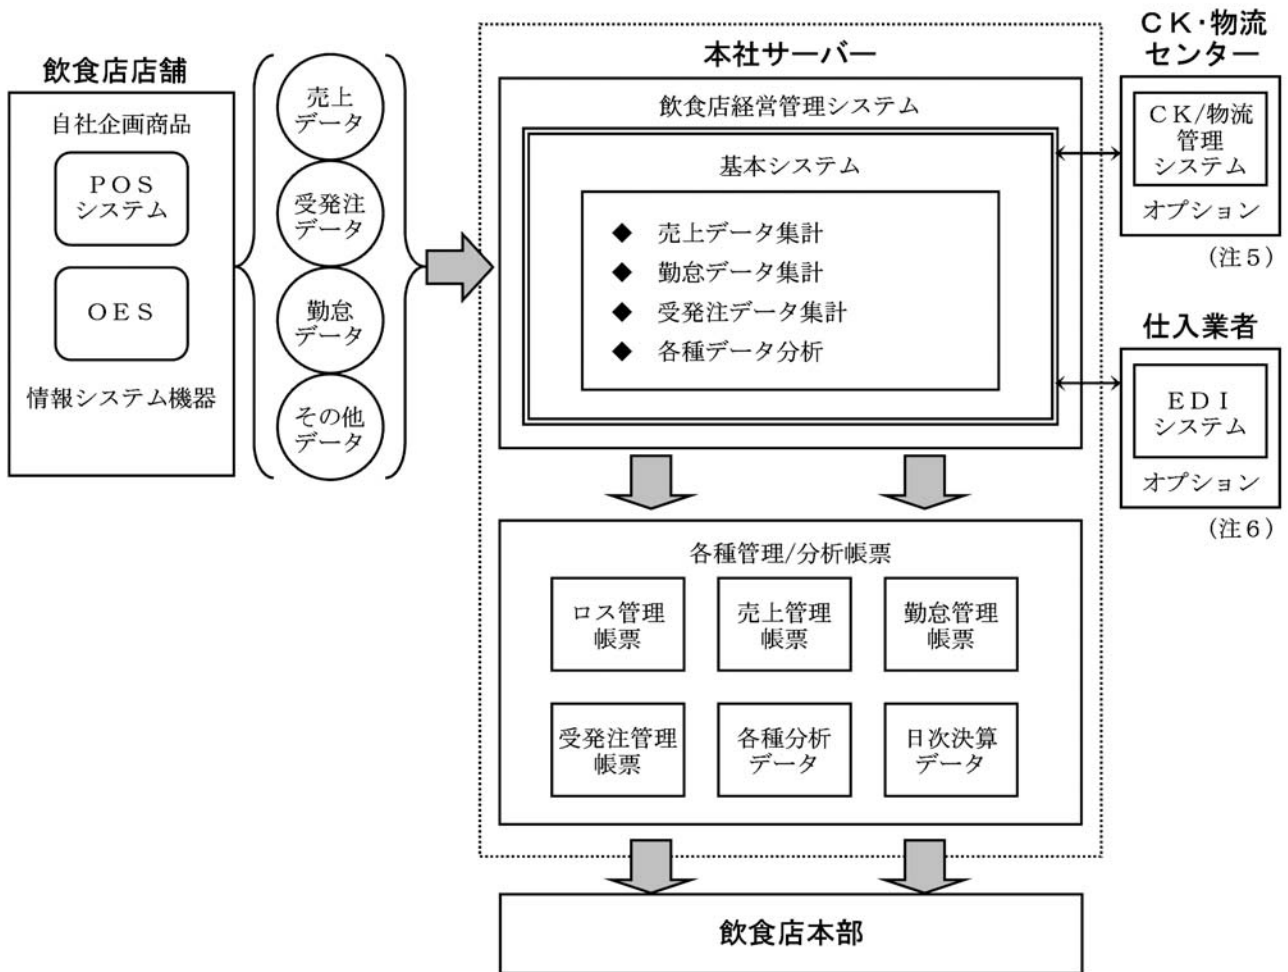 飲食店店舗
自社企画商品
ＰＯＳ
システム
ＯＥＳ
情報システム機器
売上
データ
受発注
データ
勤怠
データ
その他
データ
本社サーバー
飲食店経営管理システム
基本システム
◆ 売上データ集計
◆ 勤怠データ集計
◆ 受発注データ集計
◆ 各種データ分析
ＣＫ・物流
センター
ＣＫ/物流
管理
システム
オプション
（注５）
仕入業者
ＥＤＩ
システム
オプション
（注６）
各種管理/分析帳票
ロス管理
帳票
売上管理
帳票
勤怠管理
帳票
受発注管理
帳票
各種分析
データ
日次決算
データ
飲食店本部